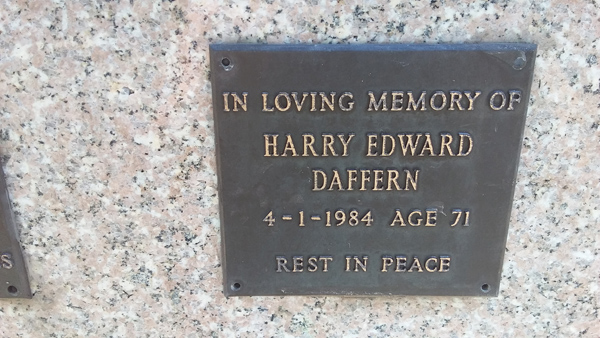 IN LOVING MEMORY OF
HARRY EDWARD
DAFFERN
4-1-1984 AGE 71
REST IN PEACE
S